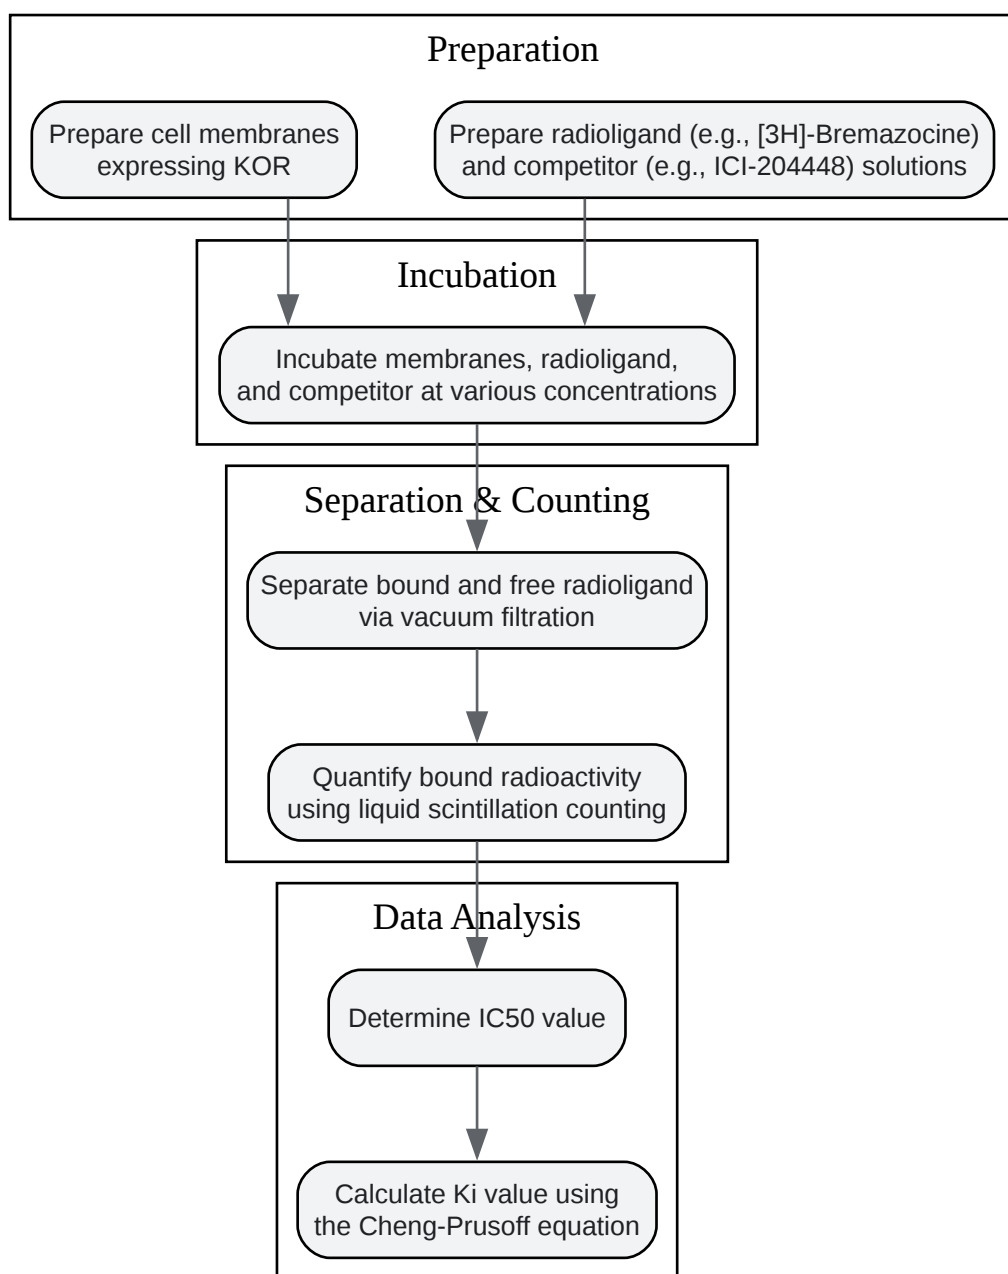 Preparation
Prepare cell membranes
expressing KOR
Prepare radioligand (e.g., [3H]-Bremazocine)
and competitor (e.g., ICI-204448) solutions
Incubation
Incubate membranes, radioligand,
and competitor at various concentrations
Separation & Counting
Separate bound and free radioligand
via vacuum filtration
Quantify bound radioactivity
using liquid scintillation counting
Data Analysis
Determine IC50 value
Calculate Ki value using
the Cheng-Prusoff equation